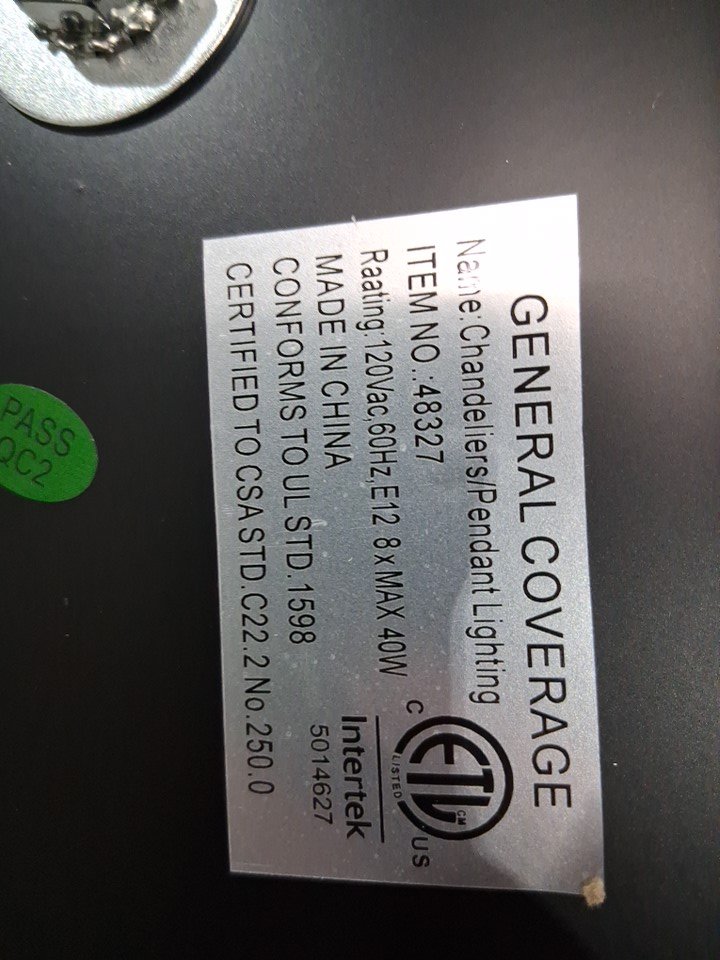 GENERAL COVERAGE
Name:Chandeliers/Pendant Lighting
ITEM NO.:48327
Raating:120Vac,60Hz,E12 8xMAX 40W
MADE IN CHINA
CONFORMS TO UL STD.1598
CERTIFIED TO CSA STD.C22.2 No.250.0
C ETL CM US
LISTED
Intertek
5014627
PASS
QC2